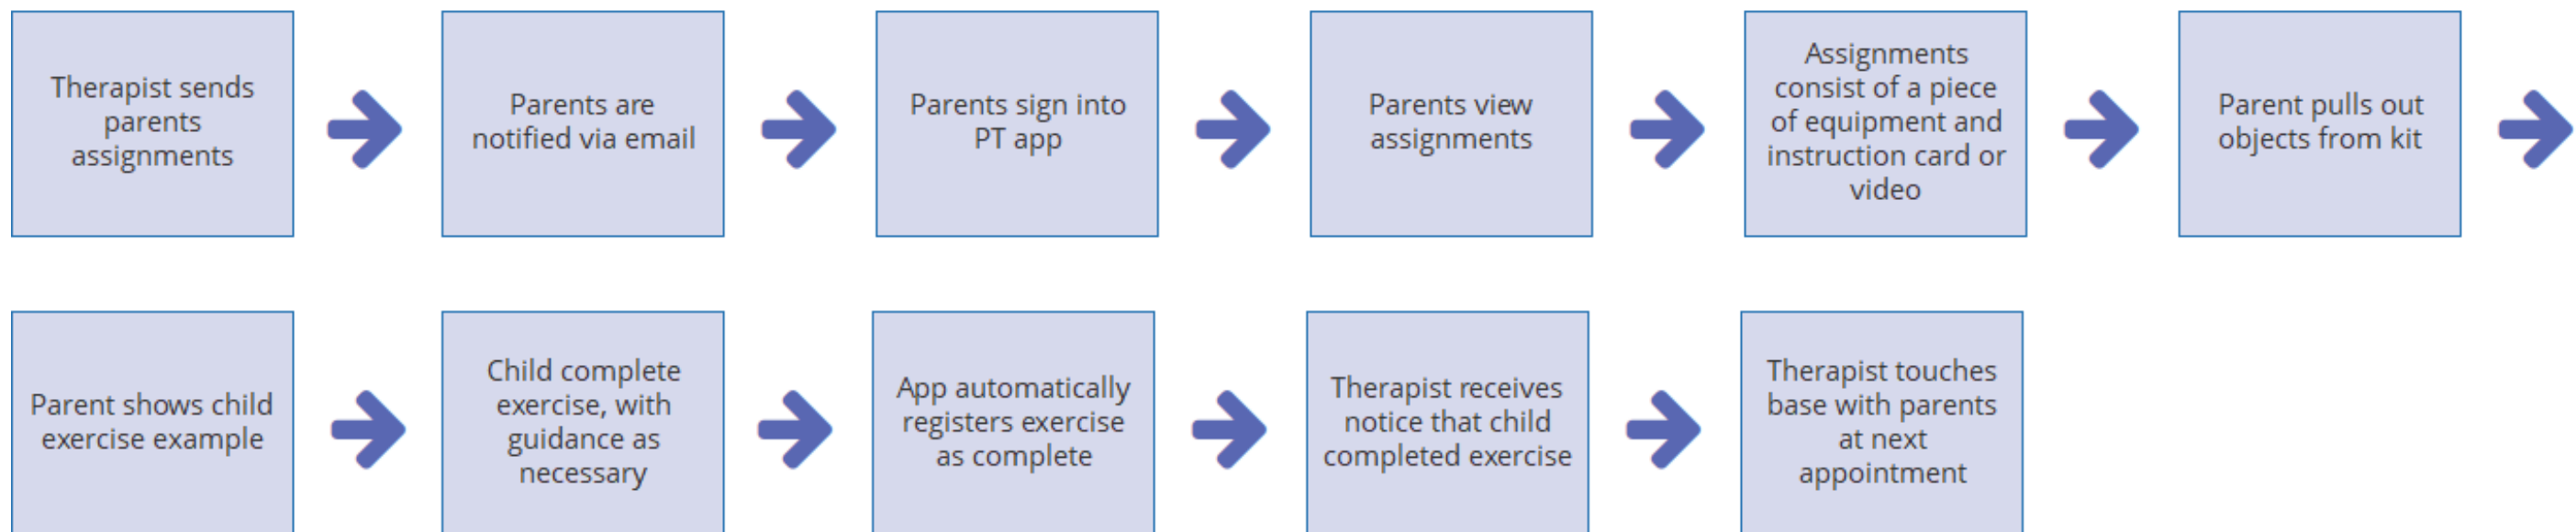 Therapist sends
parents
assignments
Parents are
notified via email
Parents sign into
PT app
Parents view
assignments
Assignments
consist of a piece
of equipment and
instruction card or
video
Parent pulls out
objects from kit
Parent shows child
exercise example
Child complete
exercise, with
guidance as
necessary
App automatically
registers exercise
as complete
Therapist receives
notice that child
completed exercise
Therapist touches
base with parents
at next
appointment